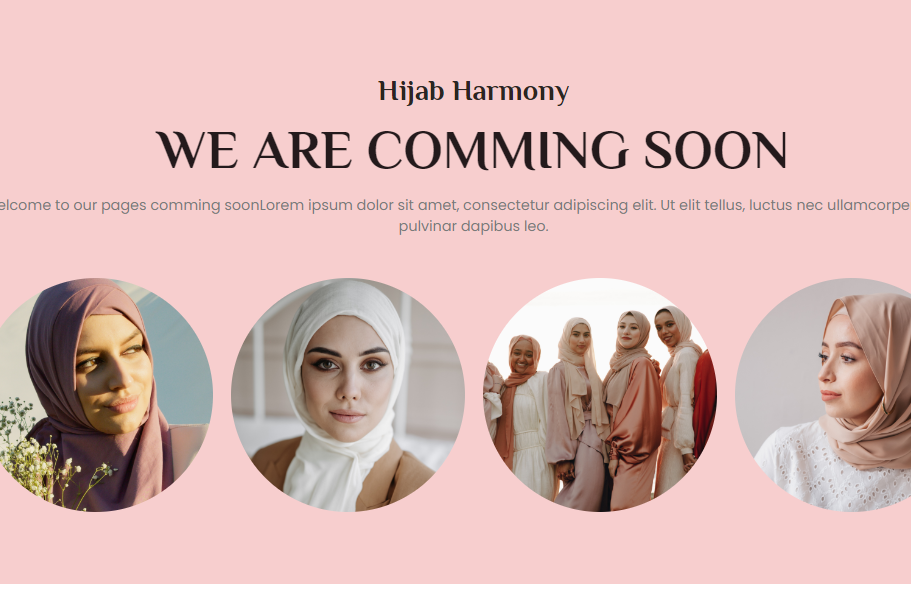 Hijab Harmony
WE ARE COMMING SOON
elcome to our pages comming soonLorem ipsum dolor sit amet, consectetur adipiscing elit. Ut elit tellus, luctus nec ullamcorpe
pulvinar dapibus leo.